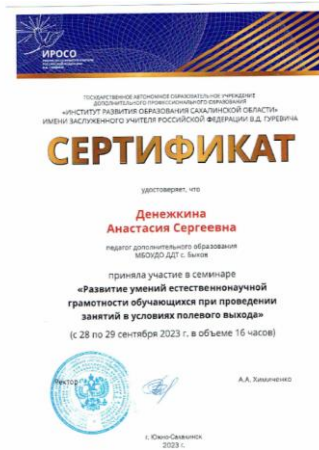 ИРОСО
ГОСУДАРСТВЕННОЕ АВТОНОМНОЕ ОБРАЗОВАТЕЛЬНОЕ УЧРЕЖДЕНИЕ
ДОПОЛНИТЕЛЬНОГО ПРОФЕССИОНАЛЬНОГО ОБРАЗОВАНИЯ
«ИНСТИТУТ РАЗВИТИЯ ОБРАЗОВАНИЯ САХАЛИНСКОЙ ОБЛАСТИ»
ИМЕНИ ЗАСЛУЖЕННОГО УЧИТЕЛЯ РОССИЙСКОЙ ФЕДЕРАЦИИ В.Д. ГУРЕВИЧА
СЕРТИФИКАТ
удостоверяет, что
Денежкина
Анастасия Сергеевна
педагог дополнительного образования
МБОУДО ДДТ с. Быков
приняла участие в семинаре
«Развитие умений естественнонаучной
грамотности обучающихся при проведении
занятий в условиях полевого выхода»
(с 28 по 29 сентября 2023 г. в объеме 16 часов)
Ректор А.А. Химиченко
г. Южно-Сахалинск
2023 г.